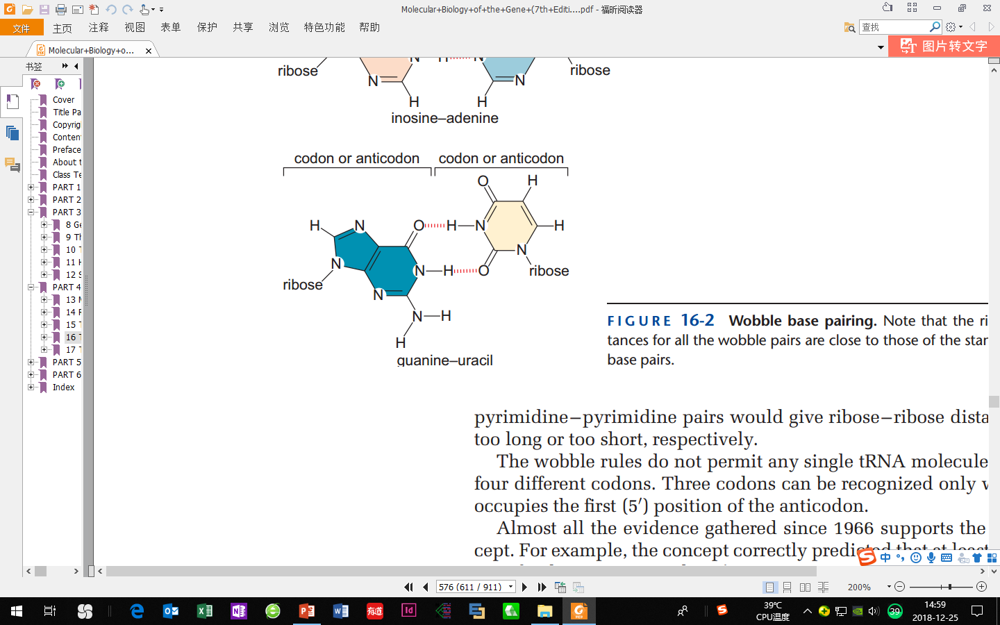 Molecular+Biology+of+the+Gene+(7th+Editi....pdf - 福昕阅读器
文件 主页 注释 视图 表单 保护 共享 浏览 特色功能 帮助
查找
Molecular+Biology+o...
图片转文字
书签
Cover
Title Pa
Copyrig
Conten
Preface
About t
Class Te
PART 1
PART 2
PART 3
8 Ge
9 Th
10 T
11 H
12 S
PART 4
13 M
14 R
15 T
16 T
17 T
PART 5
PART 6
Index
ribose N H N ribose
N N
H H
inosine–adenine
codon or anticodon codon or anticodon
O H
H N O H N H
N N H O N
ribose ribose
N
N H
H
guanine–uracil
FIGURE 16-2 Wobble base pairing. Note that the ri
tances for all the wobble pairs are close to those of the stan
base pairs.
pyrimidine–pyrimidine pairs would give ribose–ribose dista
too long or too short, respectively.
The wobble rules do not permit any single tRNA molecule
four different codons. Three codons can be recognized only w
occupies the first (5′) position of the anticodon.
Almost all the evidence gathered since 1966 supports the
cept. For example, the concept correctly predicted that at least
中
576 (611 / 911)
200%
39℃
CPU温度
39
14:59
2018-12-25